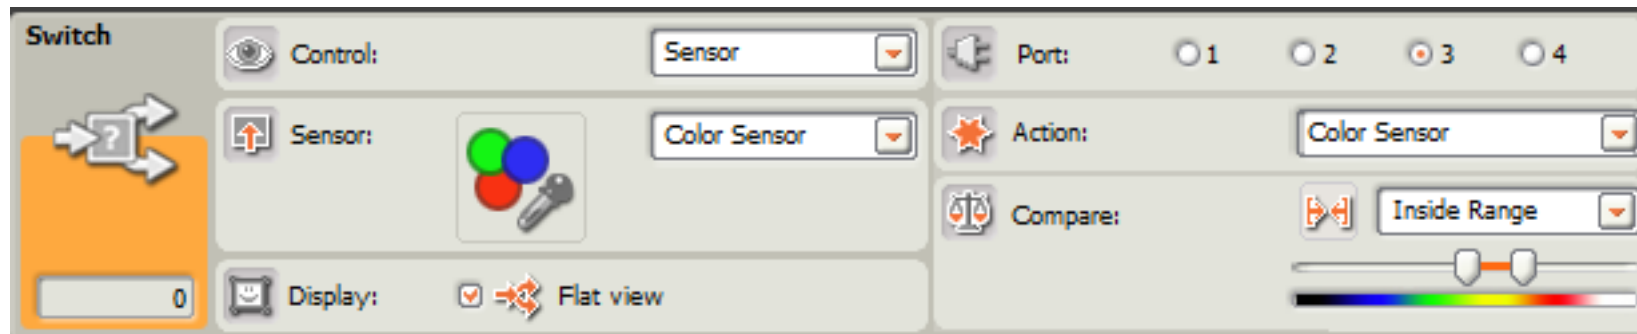 Switch
0
Control:
Sensor
Sensor:
Color Sensor
Display:
Flat view
Port:
1
2
3
4
Action:
Color Sensor
Compare:
Inside Range